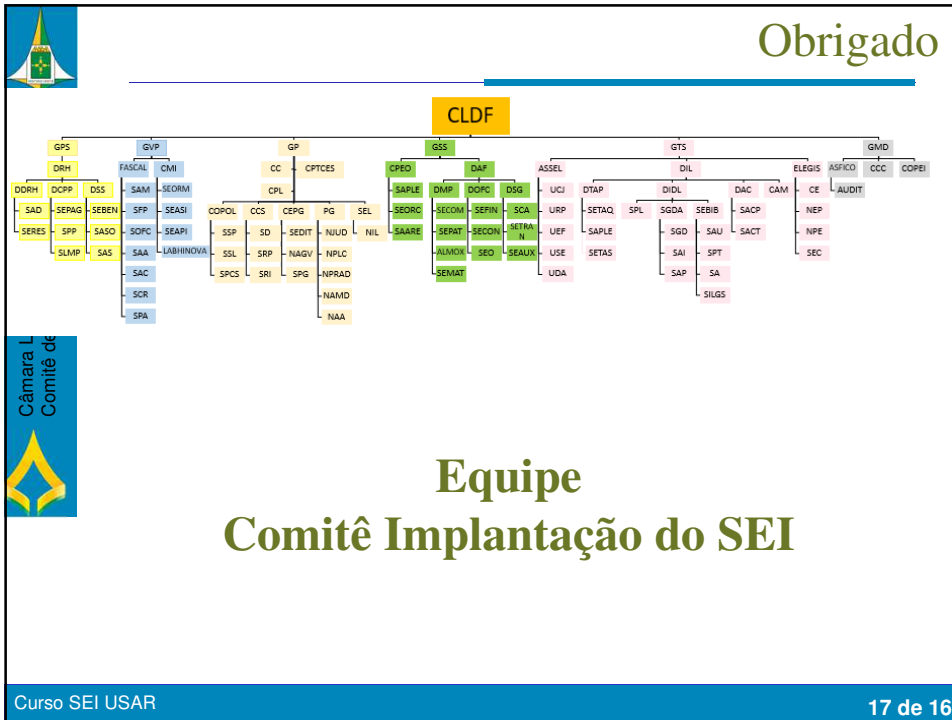 Obrigado
CLDF
GPS GVP GP GSS GTS GMD
DRH FASCAL CMI CC CPTCES CPEO DAF ASSEL DIL ELEGIS ASFICO CCC COPEI
DDRH DCPP DSS SAM SEORM CPL SAPLE DMP DOFC DSG UCJ DTAP DIDL DAC CAM CE AUDIT
SAD SEPAG SEBEN SFP SEASI COPOL CCS CEPG PG SEL SEORC SECOM SEFIN SCA URP SETAQ SPL SGDA SEBIB SACP NEP
SERES SPP SASO SOFC SEAPI SSP SD SEDIT NJUD NIL SAARE SEPAT SECON SETRA
N UEF SAPLE SGD SAU SACT NPE
SLMP SAS SAA LABHINOVA SSL SRP NAGV NPLC ALMOX SEO SEAUX USE SETAS SAI SPT SEC
SAC SPCS SRI SPG NPRAD SEMAT UDA SAP SA
SCR NAMD SILGS
SPA NAA
Câmara L
Comitê de
Equipe
Comitê Implantação do SEI
Curso SEI USAR 17 de 16